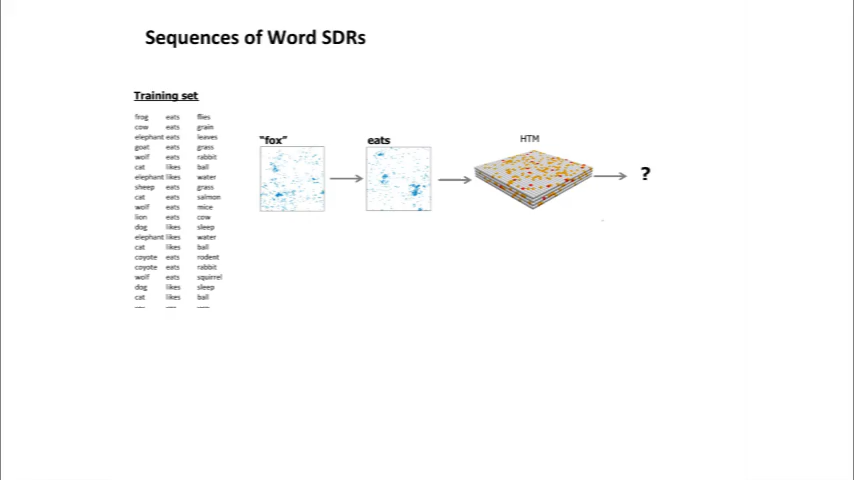 Sequences of Word SDRs
Training set
frog eats flies
cow eats grain
elephant eats leaves
goat eats grass
wolf eats rabbit
cat likes ball
elephant likes water
sheep eats grass
cat eats salmon
wolf eats mice
lion eats cow
dog likes sleep
elephant likes water
cat likes ball
coyote eats rodent
coyote eats rabbit
wolf eats squirrel
dog likes sleep
cat likes ball
"fox"
eats
HTM
?